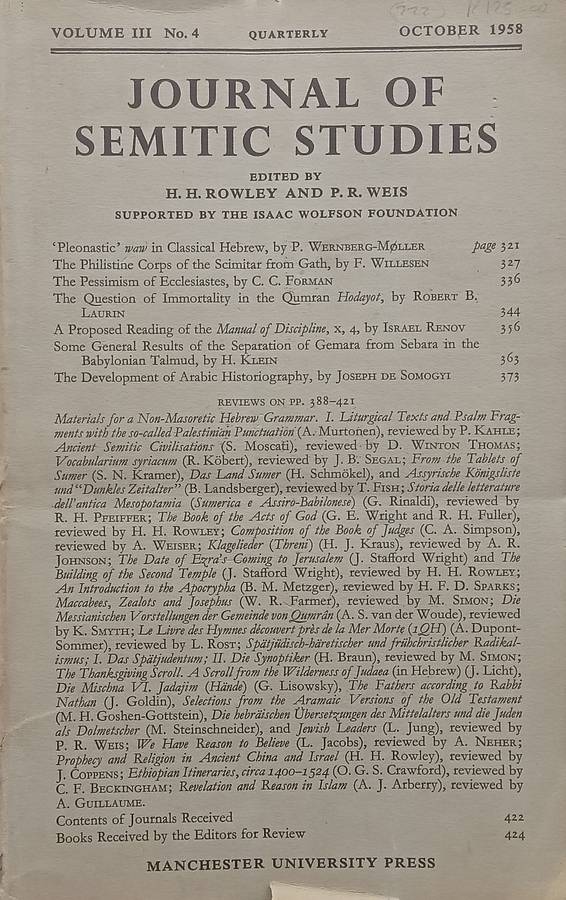 VOLUME III No. 4 QUARTERLY OCTOBER 1958
JOURNAL OF
SEMITIC STUDIES
EDITED BY
H. H. ROWLEY AND P. R. WEIS
SUPPORTED BY THE ISAAC WOLFSON FOUNDATION
'Pleonastic' waw in Classical Hebrew, by P. WERNBERG-MØLLER page 321
The Philistine Corps of the Scimitar from Gath, by F. WILLESEN 327
The Pessimism of Ecclesiastes, by C. C. FORMAN 336
The Question of Immortality in the Qumran Hodayot, by ROBERT B.
LAURIN 344
A Proposed Reading of the Manual of Discipline, x, 4, by ISRAEL RENOV 356
Some General Results of the Separation of Gemara from Sebara in the
Babylonian Talmud, by H. KLEIN 363
The Development of Arabic Historiography, by JOSEPH DE SOMOGYI 373
REVIEWS ON PP. 388–421
Materials for a Non-Masoretic Hebrew Grammar. I. Liturgical Texts and Psalm Frag-
ments with the so-called Palestinian Punctuation (A. Murtonen), reviewed by P. KAHLE;
Ancient Semitic Civilisations (S. Moscati), reviewed by D. WINTON THOMAS;
Vocabularium syriacum (R. Köbert), reviewed by J. B. SEGAL; From the Tablets of
Sumer (S. N. Kramer), Das Land Sumer (H. Schmökel), and Assyrische Königsliste
und "Dunkles Zeitalter" (B. Landsberger), reviewed by T. FISH; Storia delle letterature
dell'antica Mesopotamia (Sumerica e Assiro-Babilonese) (G. Rinaldi), reviewed by
R. H. PFEIFFER; The Book of the Acts of God (G. E. Wright and R. H. Fuller),
reviewed by H. H. ROWLEY; Composition of the Book of Judges (C. A. Simpson),
reviewed by A. WEISER; Klagelieder (Threni) (H. J. Kraus), reviewed by A. R.
JOHNSON; The Date of Ezra's Coming to Jerusalem (J. Stafford Wright) and The
Building of the Second Temple (J. Stafford Wright), reviewed by H. H. ROWLEY;
An Introduction to the Apocrypha (B. M. Metzger), reviewed by H. F. D. SPARKS;
Maccabees, Zealots and Josephus (W. R. Farmer), reviewed by M. SIMON; Die
Messianischen Vorstellungen der Gemeinde von Qumrân (A. S. van der Woude), reviewed
by K. SMYTH; Le Livre des Hymnes découvert près de la Mer Morte (1QH) (A. Dupont-
Sommer), reviewed by L. ROST; Spätjüdisch-häretischer und frühchristlicher Radikal-
ismus; I. Das Spätjudentum; II. Die Synoptiker (H. Braun), reviewed by M. SIMON;
The Thanksgiving Scroll. A Scroll from the Wilderness of Judaea (in Hebrew) (J. Licht),
Die Mischna VI. Jadajim (Hände) (G. Lisowsky), The Fathers according to Rabbi
Nathan (J. Goldin), Selections from the Aramaic Versions of the Old Testament
(M. H. Goshen-Gottstein), Die hebräischen Übersetzungen des Mittelalters und die Juden
als Dolmetscher (M. Steinschneider), and Jewish Leaders (L. Jung), reviewed by
P. R. WEIS; We Have Reason to Believe (L. Jacobs), reviewed by A. NEHER;
Prophecy and Religion in Ancient China and Israel (H. H. Rowley), reviewed by
J. COPPENS; Ethiopian Itineraries, circa 1400–1524 (O. G. S. Crawford), reviewed by
C. F. BECKINGHAM; Revelation and Reason in Islam (A. J. Arberry), reviewed by
A. GUILLAUME.
Contents of Journals Received 422
Books Received by the Editors for Review 424
MANCHESTER UNIVERSITY PRESS